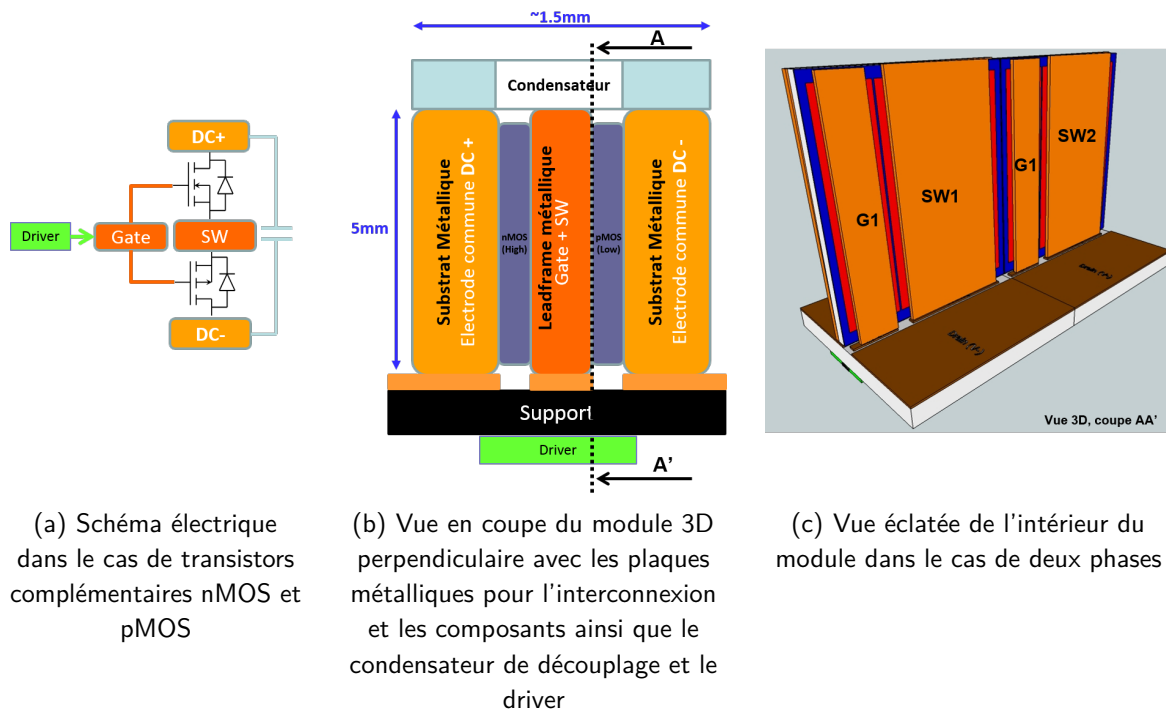 DC+
Driver
Gate
SW
DC-
~1.5mm
A
Condensateur
5mm
Substrat Métallique
Electrode commune DC +
nMOS
(High)
Leadframe métallique
Gate + SW
pMOS
(Low)
Substrat Métallique
Electrode commune DC -
Support
Driver
A'
G1
SW1
G1
SW2
Vue 3D, coupe AA'
(a) Schéma électrique
dans le cas de transistors
complémentaires nMOS et
pMOS
(b) Vue en coupe du module 3D
perpendiculaire avec les plaques
métalliques pour l'interconnexion
et les composants ainsi que le
condensateur de découplage et le
driver
(c) Vue éclatée de l'intérieur du
module dans le cas de deux phases